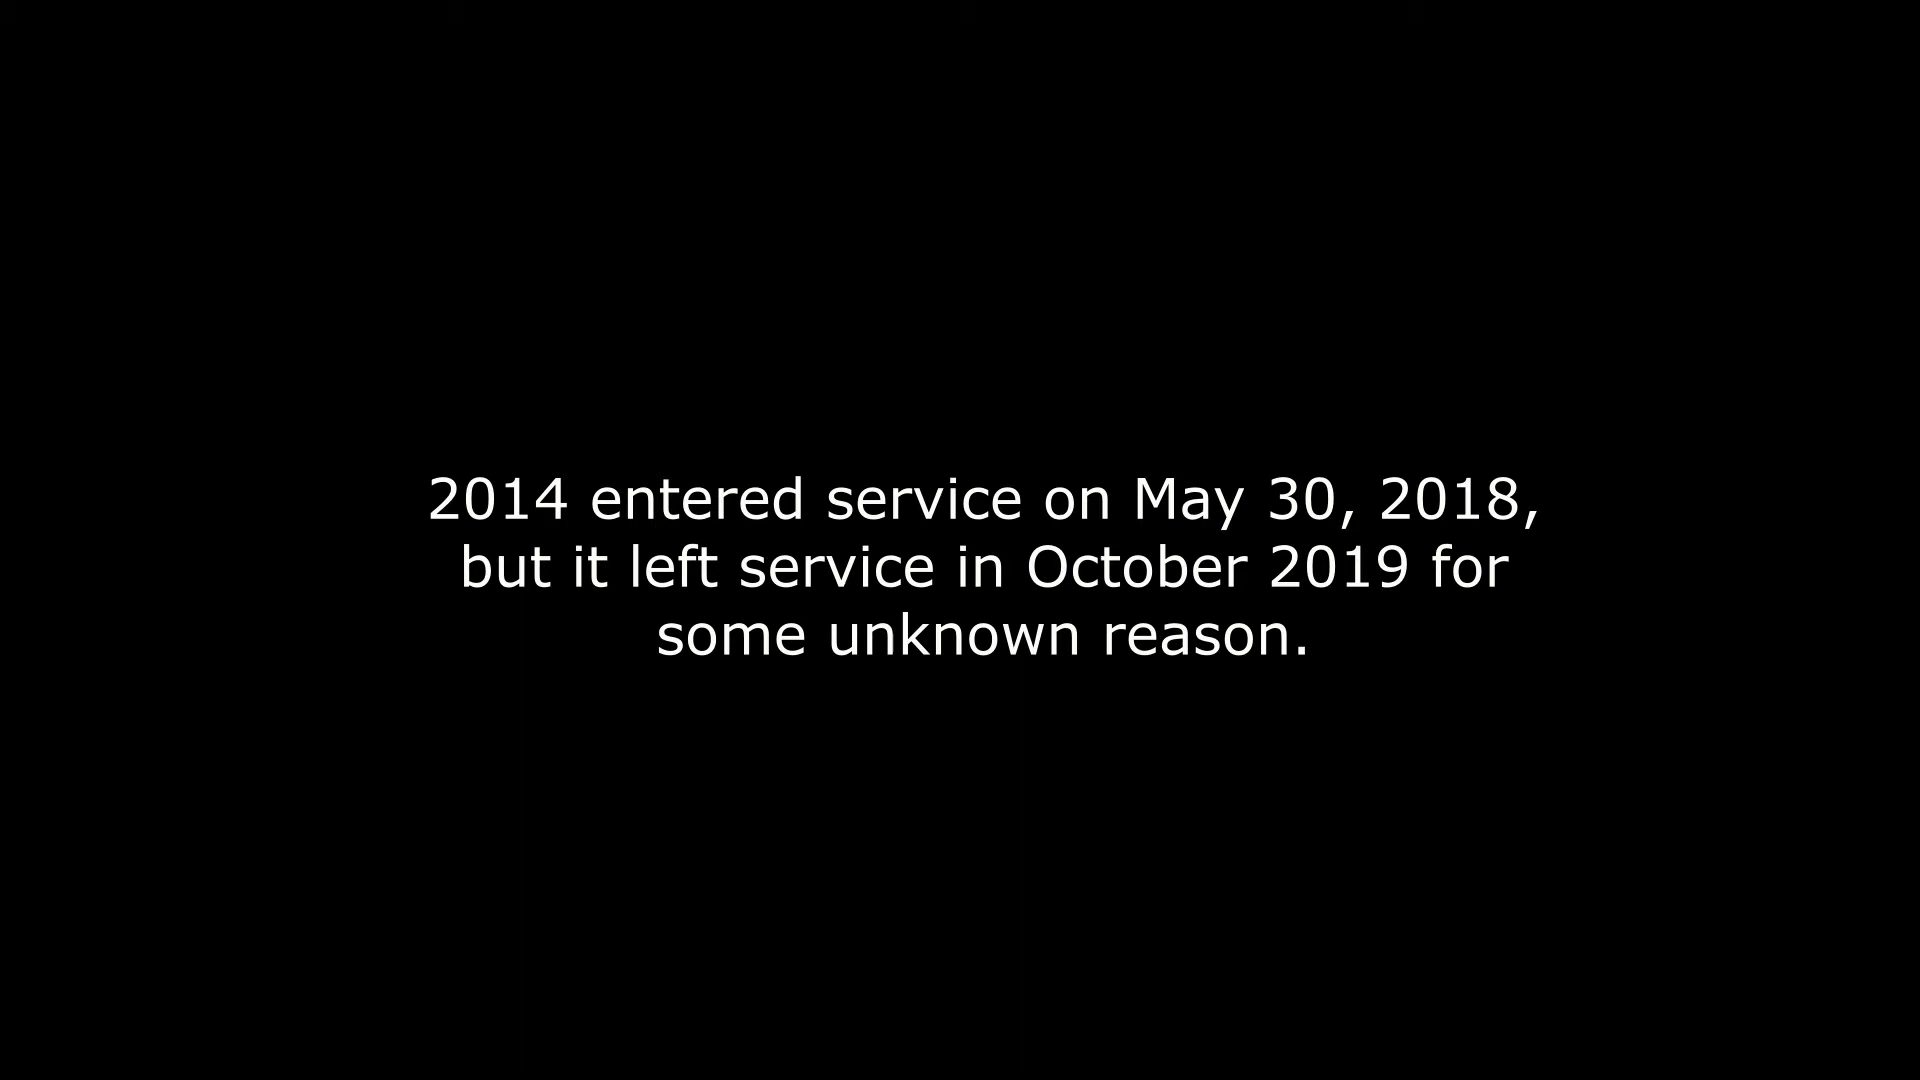 2014 entered service on May 30, 2018,
but it left service in October 2019 for
some unknown reason.